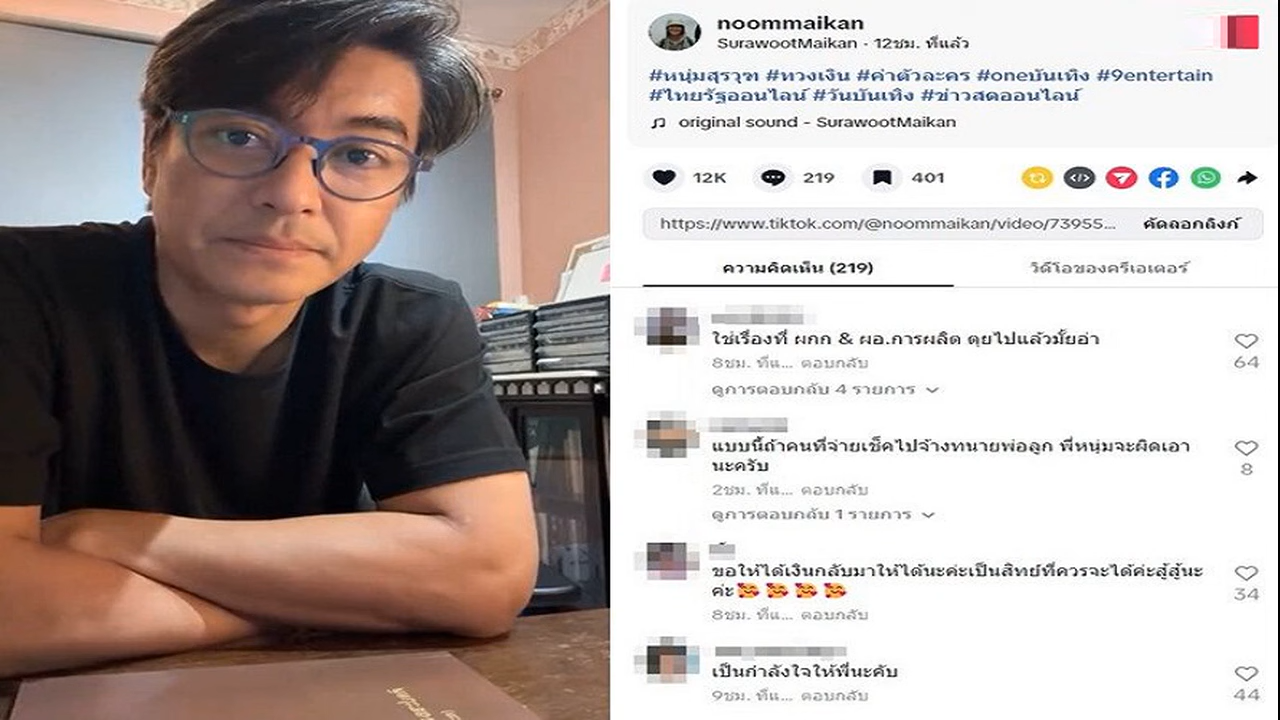 noommaikan
SurawootMaikan · 12ชม. ที่แล้ว
#หนุ่มสุรวุฑ #ทวงเงิน #ค่าตัวละคร #oneบันเทิง #9entertain
#ไทยรัฐออนไลน์ #วันบันเทิง #ข่าวสดออนไลน์
original sound - SurawootMaikan
12K
219
401
https://www.tiktok.com/@noommaikan/video/73955...
คัดลอกลิงก์
ความคิดเห็น (219)
วิดีโอของครีเอเตอร์
ใช่เรื่องที่ ผกก & ผอ.การผลิต ตุยไปแล้วมั้ยอ่า
64
8ชม. ที่แ... ตอบกลับ
ดูการตอบกลับ 4 รายการ
แบบนี้ถ้าคนที่จ่ายเช็คไปจ้างทนายพ่อลูก พี่หนุ่มจะผิดเอา
นะครับ
8
2ชม. ที่แ... ตอบกลับ
ดูการตอบกลับ 1 รายการ
ขอให้ได้เงินกลับมาให้ได้นะค่ะเป็นสิทย์ที่ควรจะได้ค่ะสู้สู้นะ
ค่ะ🥰🥰🥰🥰
34
8ชม. ที่แ... ตอบกลับ
เป็นกำลังใจให้พี่นะคับ
44
9ชม. ที่แ... ตอบกลับ